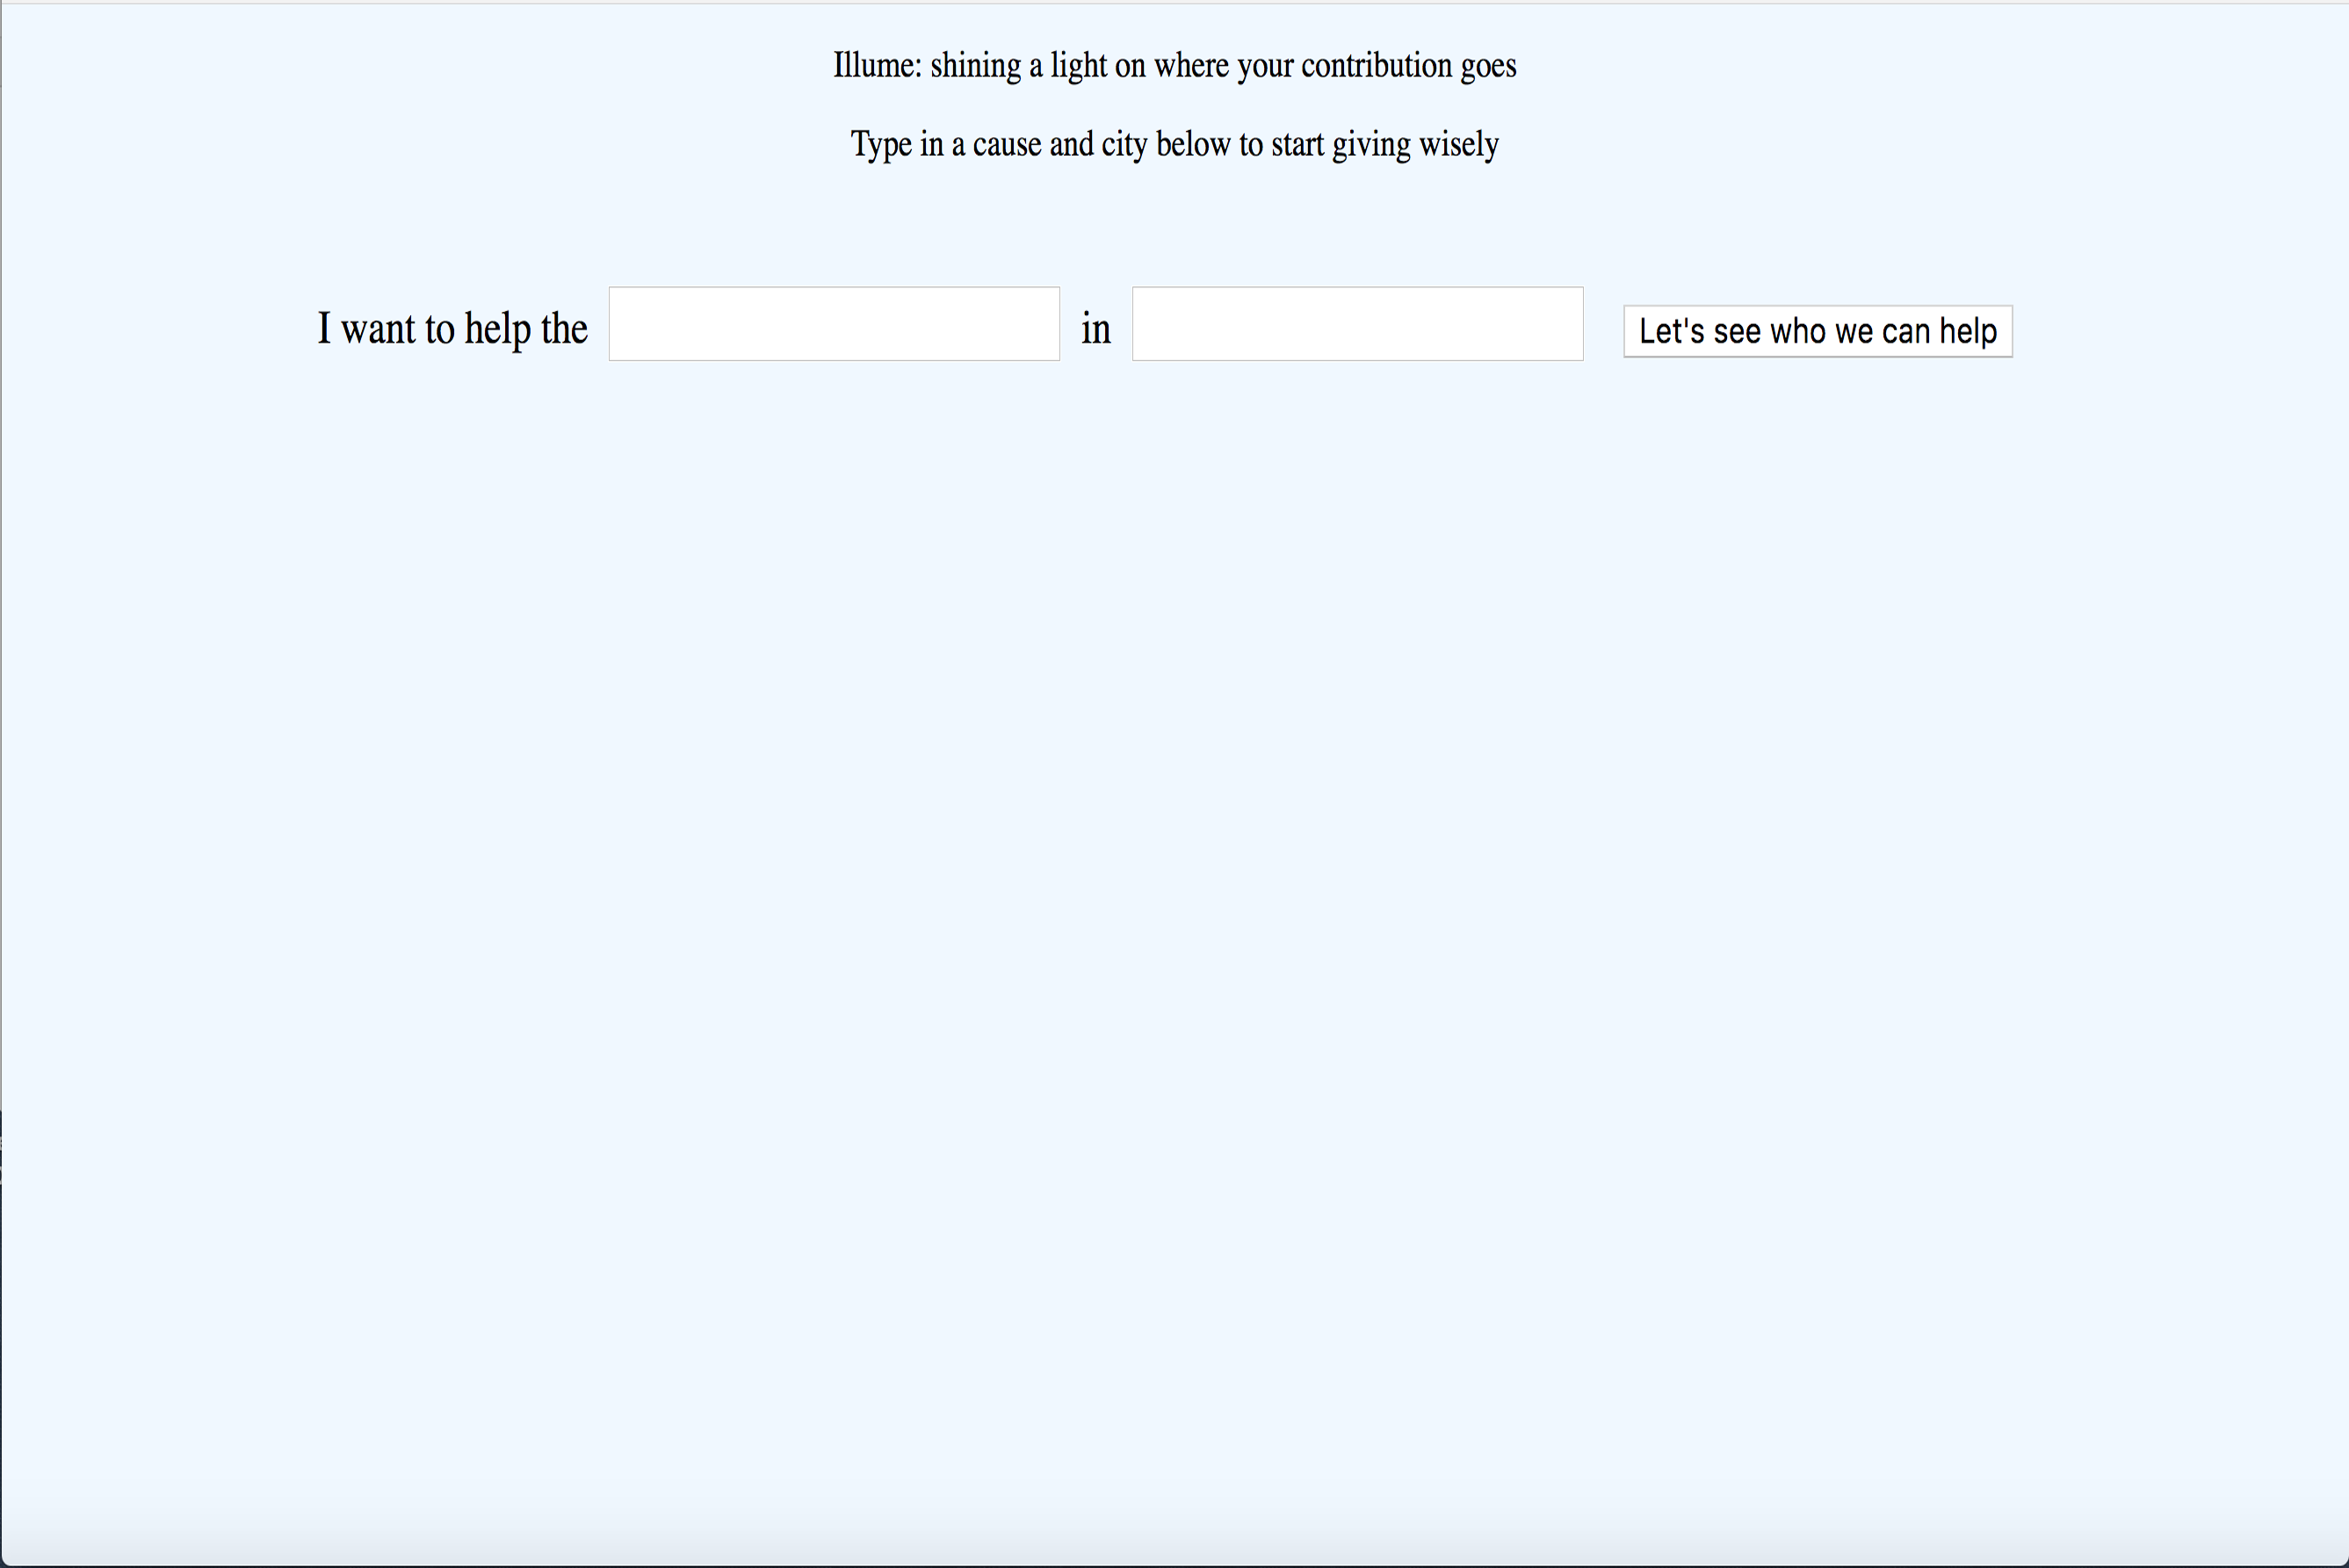 Illume: shining a light on where your contribution goes
Type in a cause and city below to start giving wisely
I want to help the in Let's see who we can help